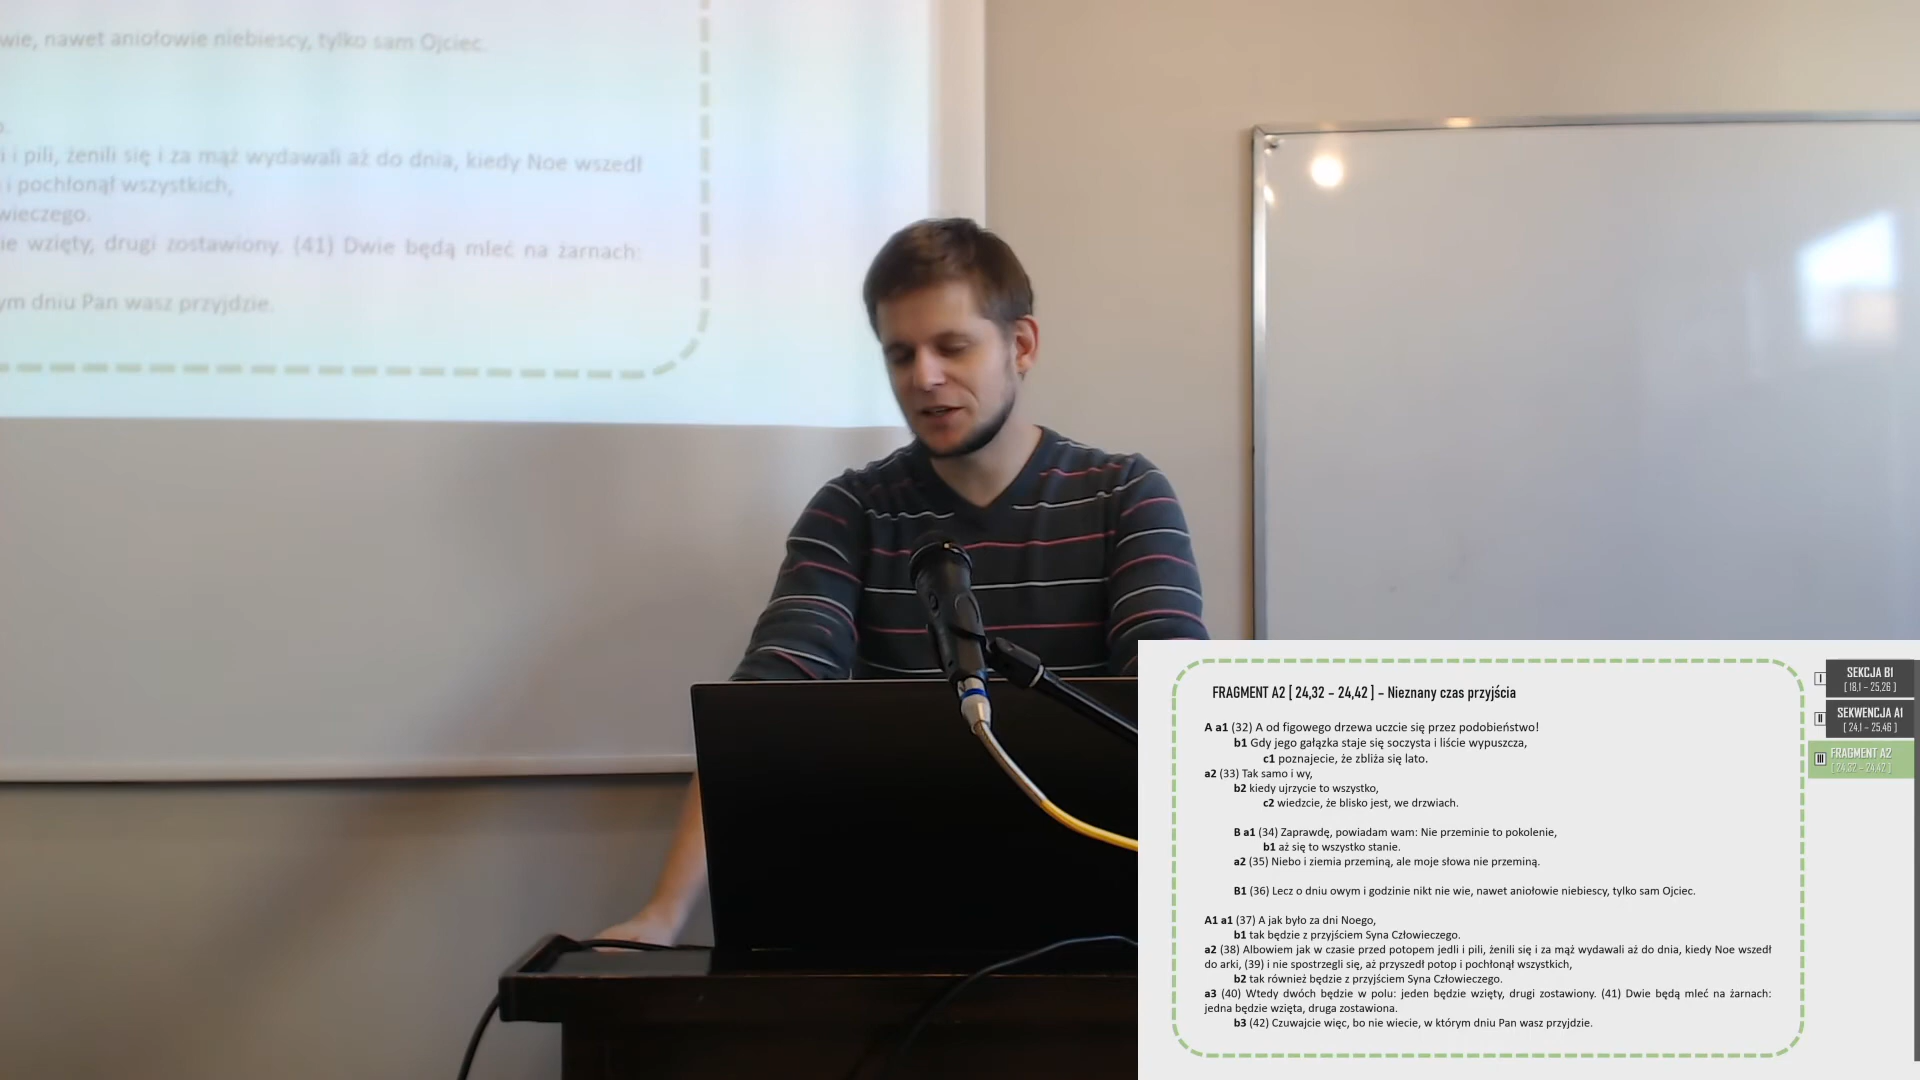 wie, nawet aniołowie niebiescy, tylko sam Ojciec.
i pili, żenili się i za mąż wydawali aż do dnia, kiedy Noe wszedł
i pochłonął wszystkich,
wieczego.
ie wzięty, drugi zostawiony. (41) Dwie będą mleć na żarnach:
ym dniu Pan wasz przyjdzie.
FRAGMENT A2 [ 24,32 – 24,42 ] – Nieznany czas przyjścia
A a1 (32) A od figowego drzewa uczcie się przez podobieństwo!
b1 Gdy jego gałązka staje się soczysta i liście wypuszcza,
c1 poznajecie, że zbliża się lato.
a2 (33) Tak samo i wy,
b2 kiedy ujrzycie to wszystko,
c2 wiedzcie, że blisko jest, we drzwiach.
B a1 (34) Zaprawdę, powiadam wam: Nie przeminie to pokolenie,
b1 aż się to wszystko stanie.
a2 (35) Niebo i ziemia przeminą, ale moje słowa nie przeminą.
B1 (36) Lecz o dniu owym i godzinie nikt nie wie, nawet aniołowie niebiescy, tylko sam Ojciec.
A1 a1 (37) A jak było za dni Noego,
b1 tak będzie z przyjściem Syna Człowieczego.
a2 (38) Albowiem jak w czasie przed potopem jedli i pili, żenili się i za mąż wydawali aż do dnia, kiedy Noe wszedł
do arki, (39) i nie spostrzegli się, aż przyszedł potop i pochłonął wszystkich,
b2 tak również będzie z przyjściem Syna Człowieczego.
a3 (40) Wtedy dwóch będzie w polu: jeden będzie wzięty, drugi zostawiony. (41) Dwie będą mleć na żarnach:
jedna będzie wzięta, druga zostawiona.
b3 (42) Czuwajcie więc, bo nie wiecie, w którym dniu Pan wasz przyjdzie.
I SEKCJA B1
[ 18,1 – 25,26 ]
II SEKWENCJA A1
[ 24,1 – 25,46 ]
III FRAGMENT A2
[ 24,32 – 24,42 ]